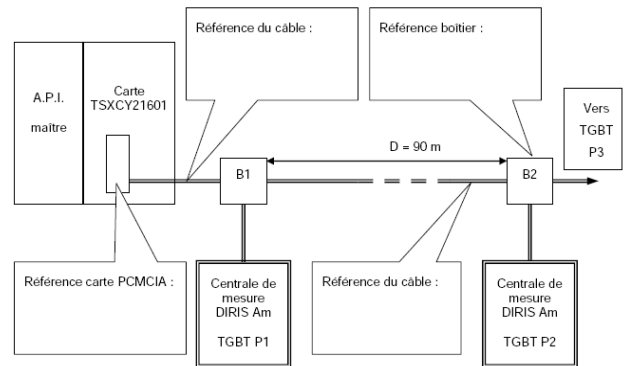 A.P.I.
maître
Carte
TSXCY21601
Référence du câble :
Référence boîtier :
Vers
TGBT
P3
D = 90 m
B1
B2
Référence carte PCMCIA :
Centrale de
mesure
DIRIS Am
TGBT P1
Référence du câble :
Centrale de
mesure
DIRIS Am
TGBT P2